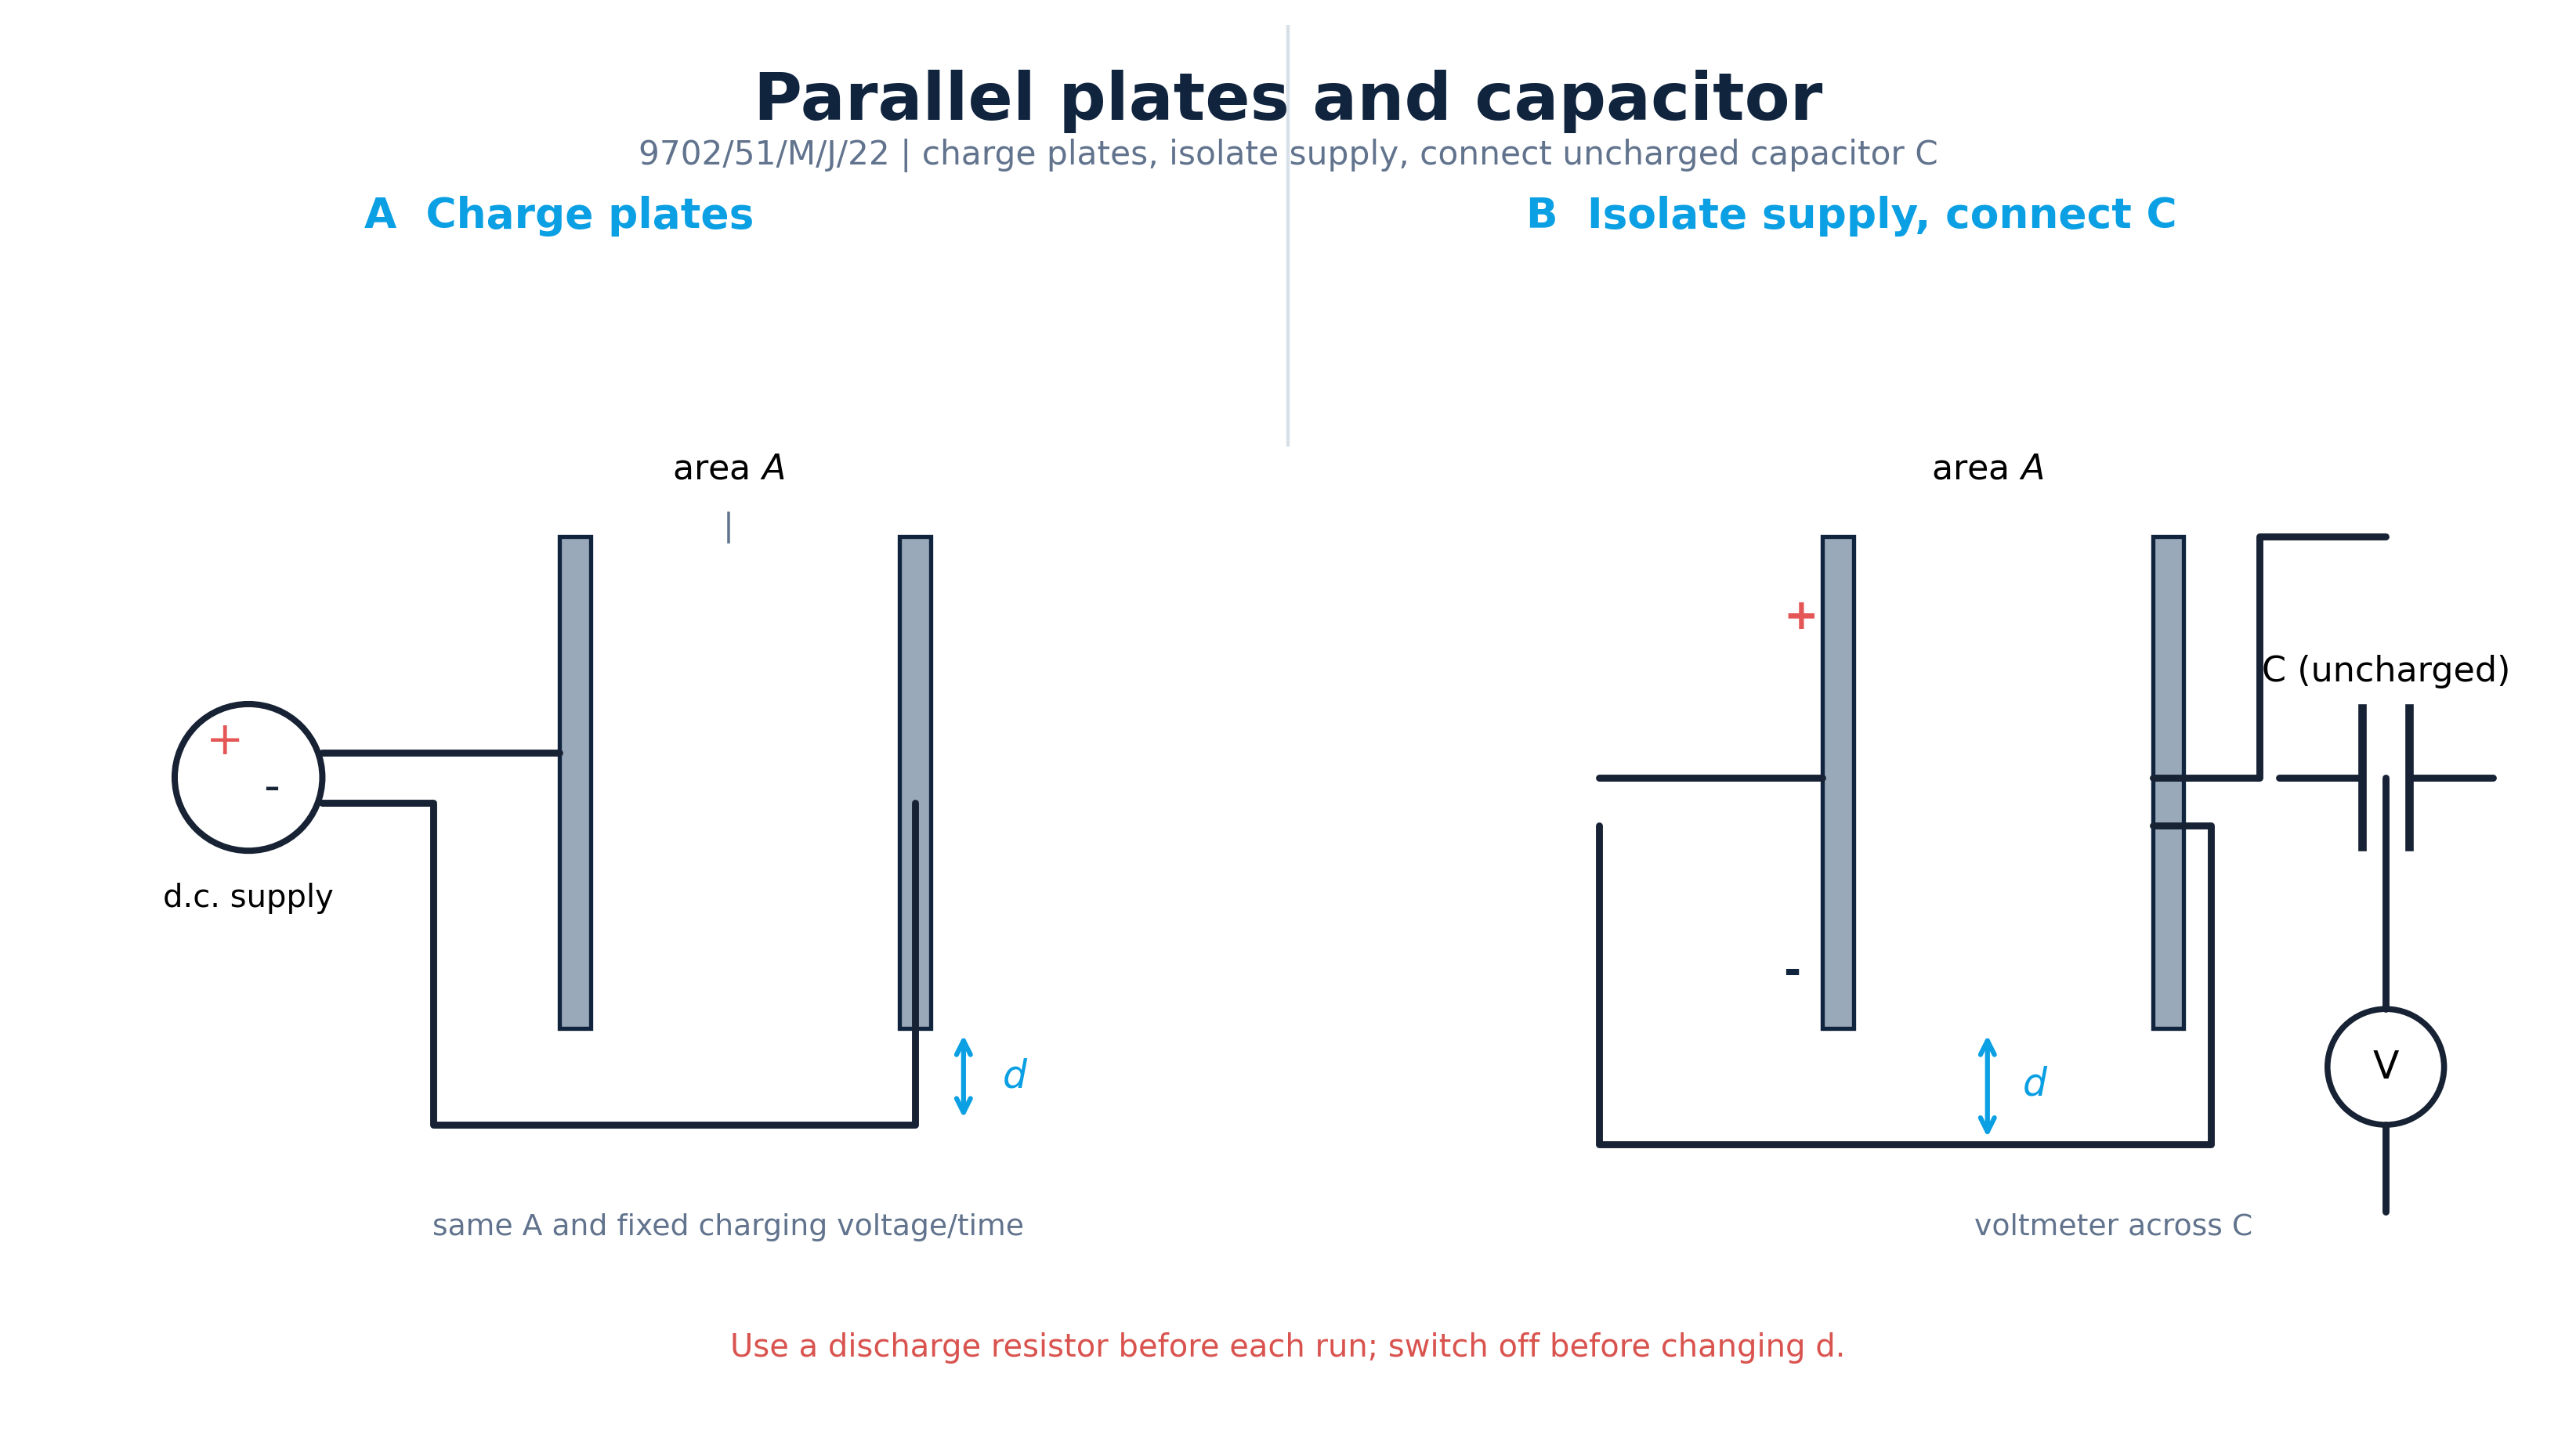 Parallel plates and capacitor
9702/51/M/J/22 | charge plates, isolate supply, connect uncharged capacitor C
A Charge plates
B Isolate supply, connect C
area A
+
-
d.c. supply
d
same A and fixed charging voltage/time
area A
+
-
C (uncharged)
d
V
voltmeter across C
Use a discharge resistor before each run; switch off before changing d.